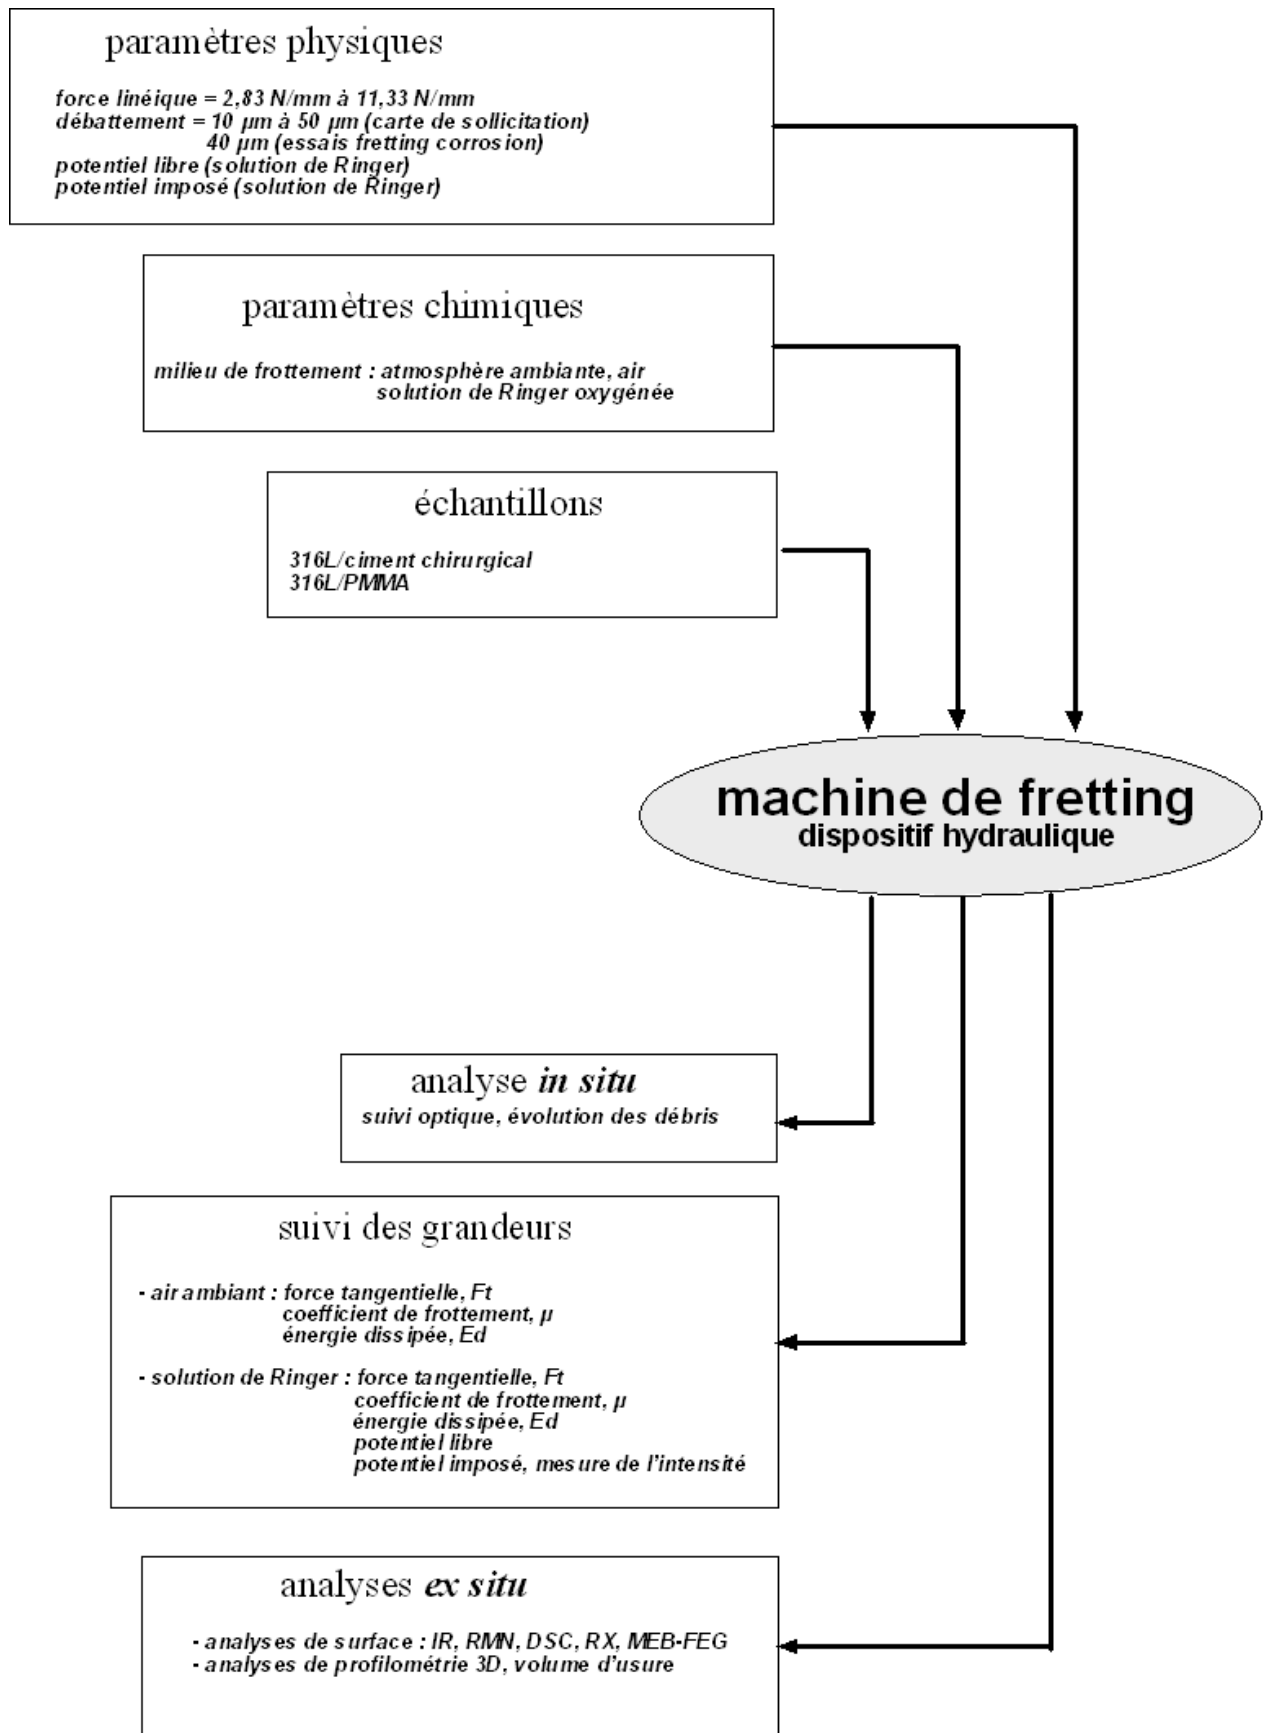 paramètres physiques
force linéique = 2,83 N/mm à 11,33 N/mm
débattement = 10 µm à 50 µm (carte de sollicitation)
40 µm (essais fretting corrosion)
potentiel libre (solution de Ringer)
potentiel imposé (solution de Ringer)
paramètres chimiques
milieu de frottement : atmosphère ambiante, air
solution de Ringer oxygénée
échantillons
316L/ciment chirurgical
316L/PMMA
machine de fretting
dispositif hydraulique
analyse in situ
suivi optique, évolution des débris
suivi des grandeurs
- air ambiant : force tangentielle, Ft
coefficient de frottement, µ
énergie dissipée, Ed
- solution de Ringer : force tangentielle, Ft
coefficient de frottement, µ
énergie dissipée, Ed
potentiel libre
potentiel imposé, mesure de l'intensité
analyses ex situ
- analyses de surface : IR, RMN, DSC, RX, MEB-FEG
- analyses de profilométrie 3D, volume d'usure